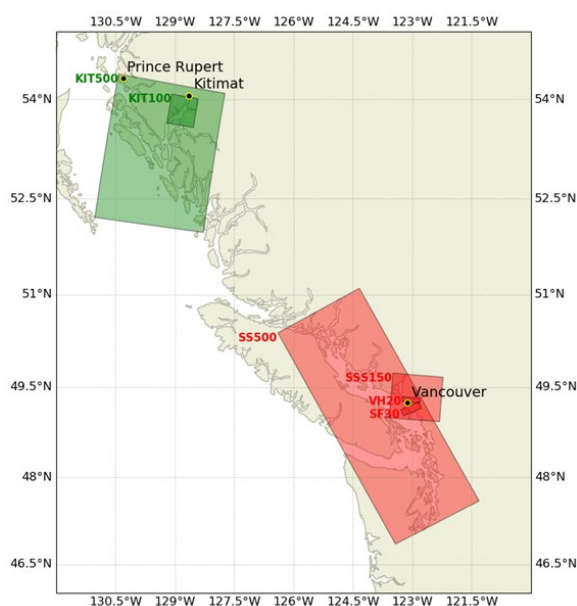 130.5°W 129°W 127.5°W 126°W 124.5°W 123°W 121.5°W
Prince Rupert
KIT500
Kitimat
54°N KIT100 54°N
52.5°N 52.5°N
51°N 51°N
SS500
49.5°N SSS150 49.5°N
Vancouver
VH20
SF30
48°N 48°N
46.5°N 46.5°N
130.5°W 129°W 127.5°W 126°W 124.5°W 123°W 121.5°W